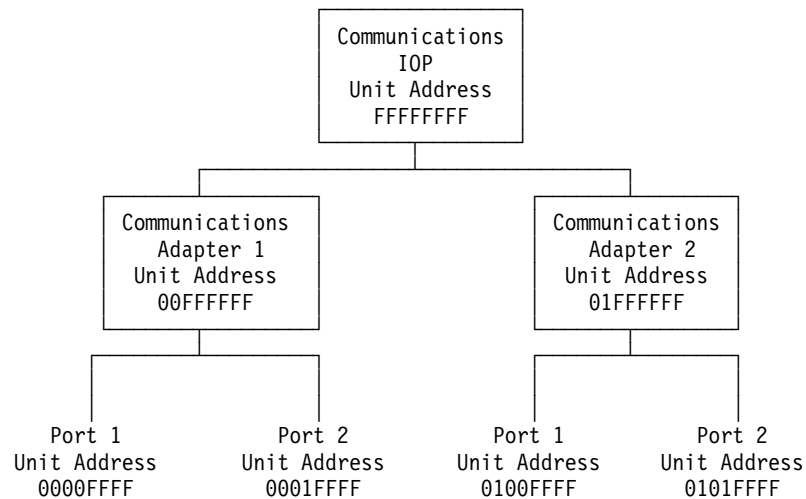 Communications
IOP
Unit Address
FFFFFFFF
Communications
Adapter 1
Unit Address
00FFFFFF
Communications
Adapter 2
Unit Address
01FFFFFF
Port 1
Unit Address
0000FFFF
Port 2
Unit Address
0001FFFF
Port 1
Unit Address
0100FFFF
Port 2
Unit Address
0101FFFF